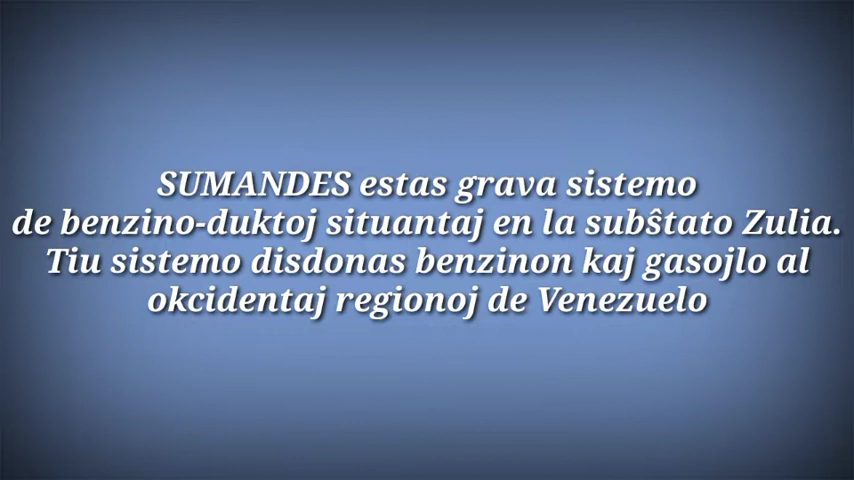 SUMANDES estas grava sistemo
de benzino-duktoj situantaj en la subŝtato Zulia.
Tiu sistemo disdonas benzinon kaj gasojlo al
okcidentaj regionoj de Venezuelo